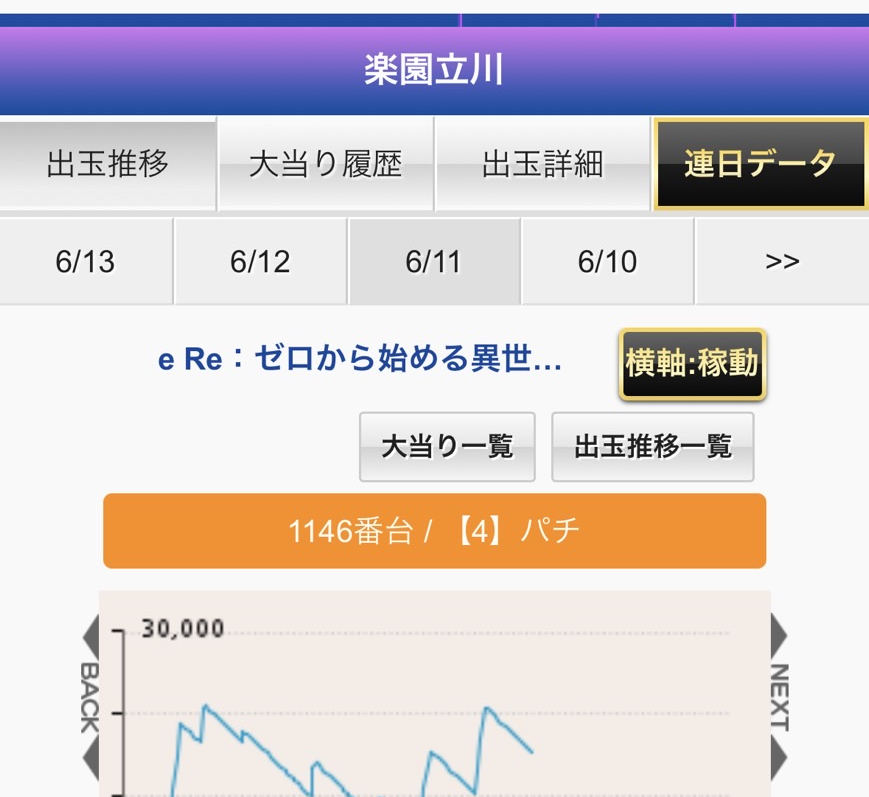 楽園立川
出玉推移 大当り履歴 出玉詳細 連日データ
6/13 6/12 6/11 6/10 >>
e Re：ゼロから始める異世… 横軸:稼動
大当り一覧 出玉推移一覧
1146番台 / 【4】パチ
30,000
BACK
NEXT